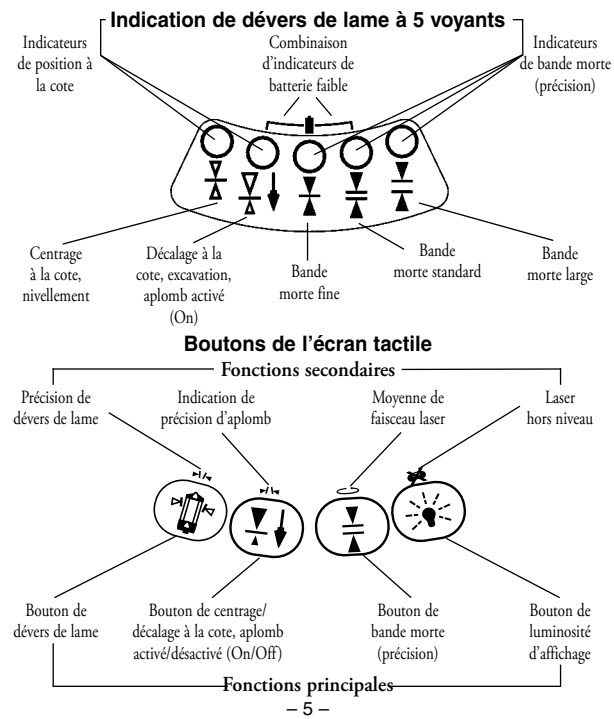 Indication de dévers de lame à 5 voyants
Indicateurs
de position à
la cote
Combinaison
d'indicateurs de
batterie faible
Indicateurs
de bande morte
(précision)
Centrage
à la cote,
nivellement
Décalage à la
cote, excavation,
aplomb activé
(On)
Bande
morte fine
Bande
morte standard
Bande
morte large
Boutons de l'écran tactile
Fonctions secondaires
Précision de
dévers de lame
Indication de
précision d'aplomb
Moyenne de
faisceau laser
Laser
hors niveau
Bouton de
dévers de lame
Bouton de centrage/
décalage à la cote, aplomb
activé/désactivé (On/Off)
Bouton de
bande morte
(précision)
Bouton de
luminosité
d'affichage
Fonctions principales
– 5 –